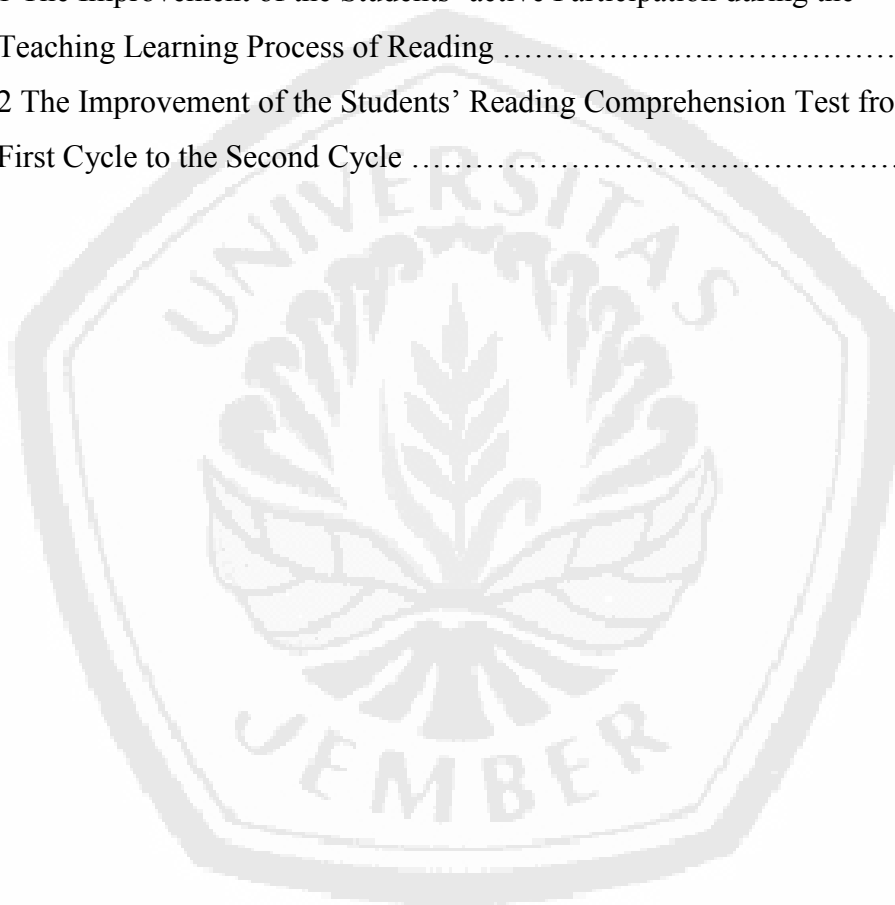 1 The Improvement of the Students’ active Participation during the
Teaching Learning Process of Reading ……………………………………
2 The Improvement of the Students’ Reading Comprehension Test fro
First Cycle to the Second Cycle ……………………………………………
UNIVERSITAS
JEMBER